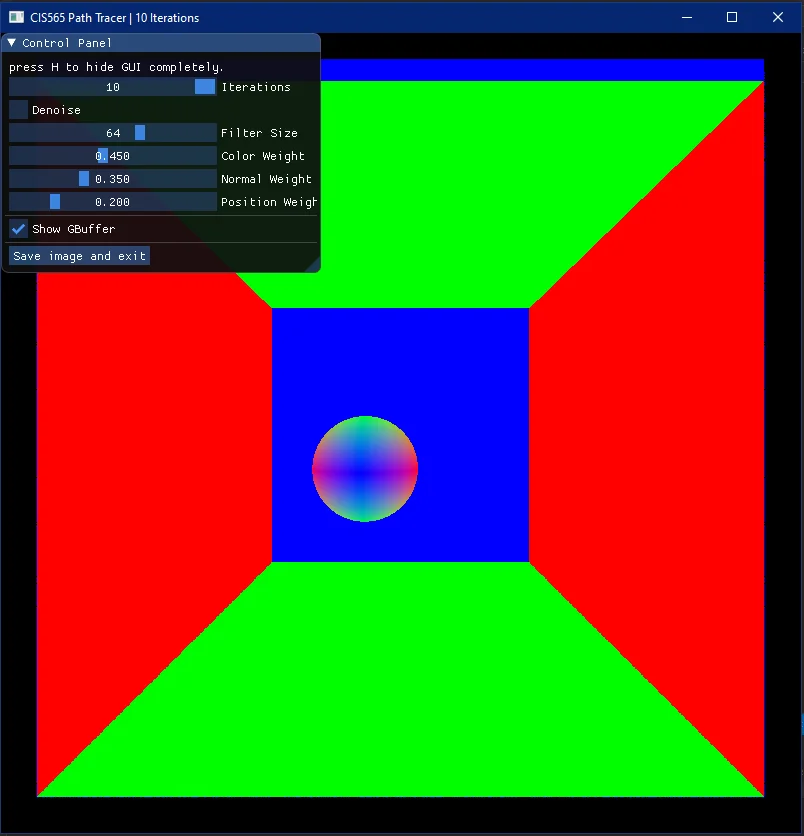 CIS565 Path Tracer | 10 Iterations
Control Panel
press H to hide GUI completely.
10 Iterations
Denoise
64 Filter Size
0.450 Color Weight
0.350 Normal Weight
0.200 Position Weigh
Show GBuffer
Save image and exit